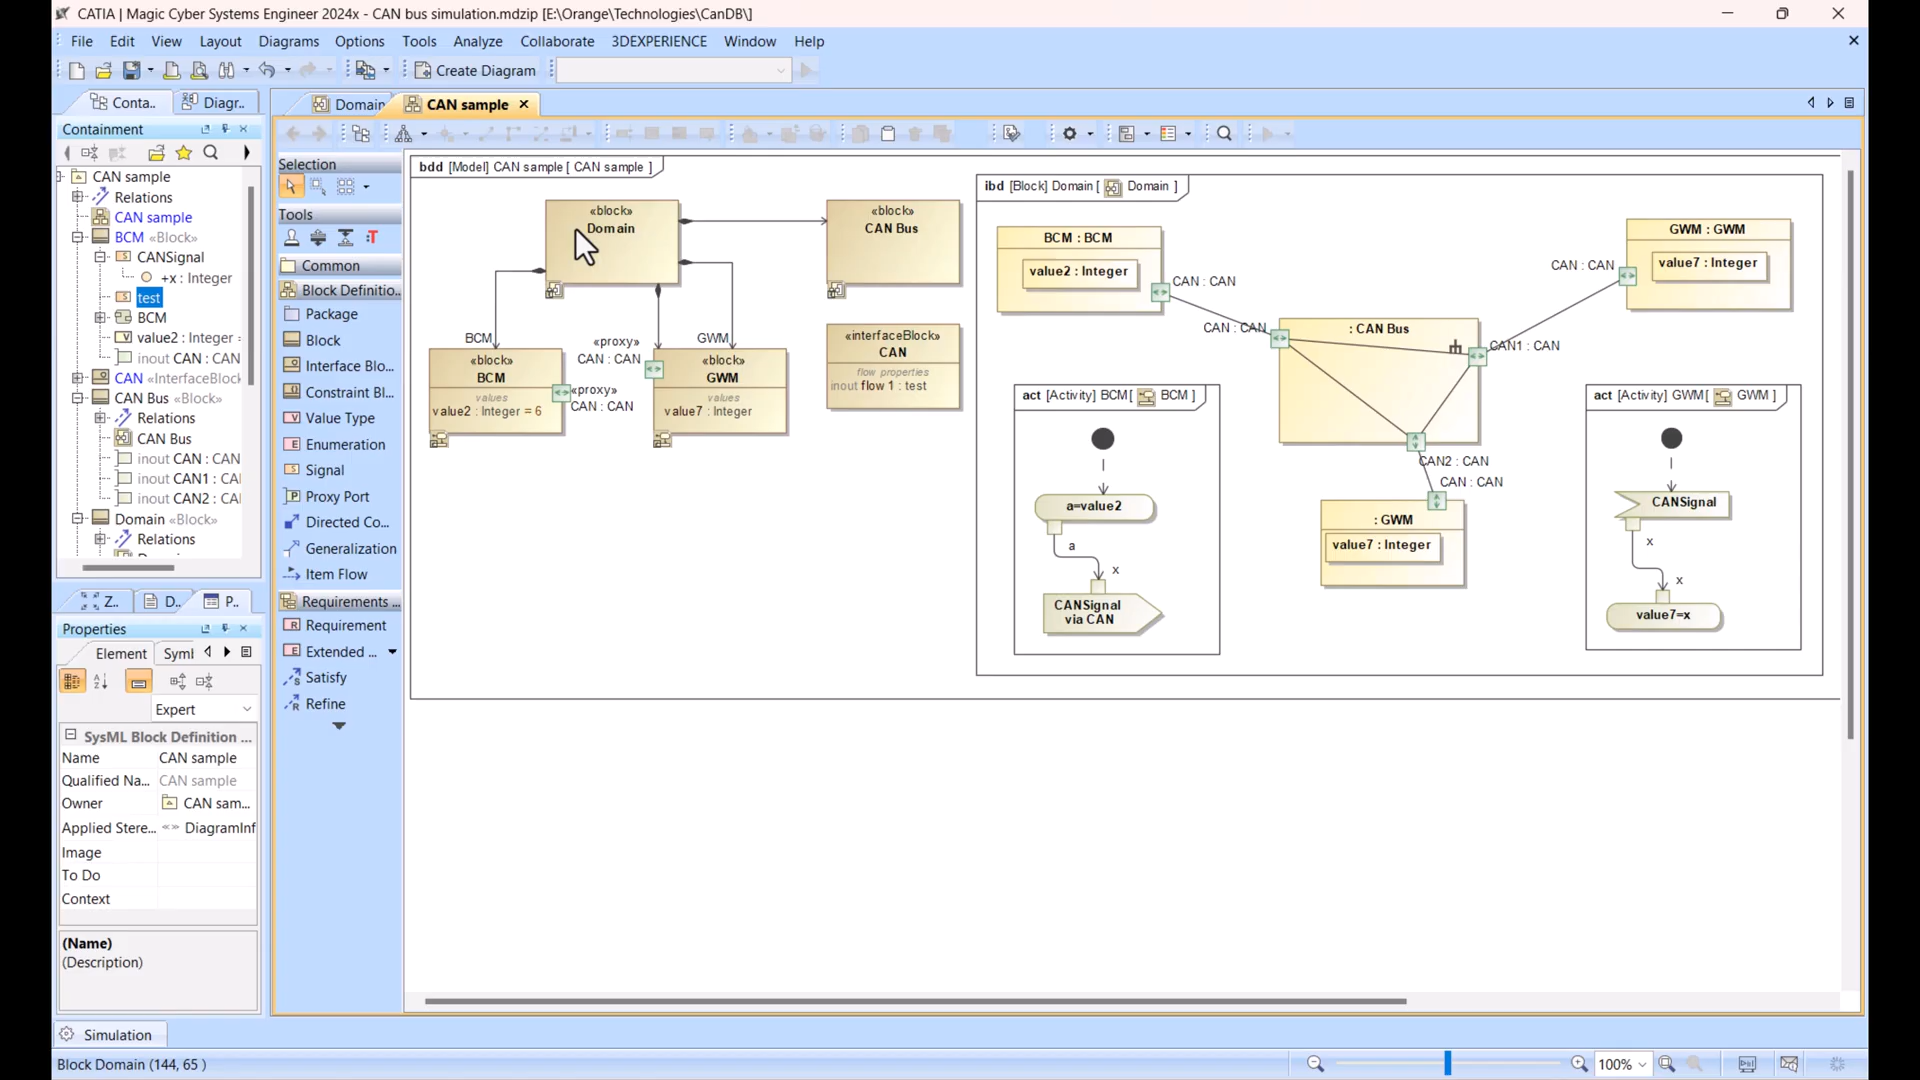 CATIA | Magic Cyber Systems Engineer 2024x - CAN bus simulation.mdzip [E:\Orange\Technologies\CanDB\]
File Edit View Layout Diagrams Options Tools Analyze Collaborate 3DEXPERIENCE Window Help
Create Diagram
Conta..
Diagr..
Containment
CAN sample
Relations
CAN sample
BCM «Block»
CANSignal
+x : Integer
test
BCM
value2 : Integer :
inout CAN : CAN
CAN «InterfaceBlock
CAN Bus «Block»
Relations
CAN Bus
inout CAN : CAN
inout CAN1 : CAI
inout CAN2 : CAI
Domain «Block»
Relations
Z..
D..
P..
Properties
Element
Syml
Expert
SysML Block Definition ...
Name CAN sample
Qualified Na... CAN sample
Owner CAN sam...
Applied Stere... «» DiagramInf
Image
To Do
Context
(Name)
(Description)
Domain
CAN sample
Selection
Tools
Common
Block Definitio...
Package
Block
Interface Blo...
Constraint Bl...
Value Type
Enumeration
Signal
Proxy Port
Directed Co...
Generalization
Item Flow
Requirements ...
Requirement
Extended ...
Satisfy
Refine
bdd [Model] CAN sample [ CAN sample ]
«block»
Domain
«block»
CAN Bus
BCM
«proxy»
CAN : CAN
GWM
«block»
BCM
values
value2 : Integer = 6
«proxy»
CAN : CAN
«block»
GWM
values
value7 : Integer
«interfaceBlock»
CAN
flow properties
inout flow 1 : test
ibd [Block] Domain [ Domain ]
BCM : BCM
value2 : Integer
CAN : CAN
CAN : CAN
: CAN Bus
CAN : CAN
GWM : GWM
value7 : Integer
CAN1 : CAN
CAN2 : CAN
CAN : CAN
: GWM
value7 : Integer
act [Activity] BCM[ BCM ]
a=value2
a
x
CANSignal
via CAN
act [Activity] GWM[ GWM ]
CANSignal
x
x
value7=x
Simulation
Block Domain (144, 65 )
100%